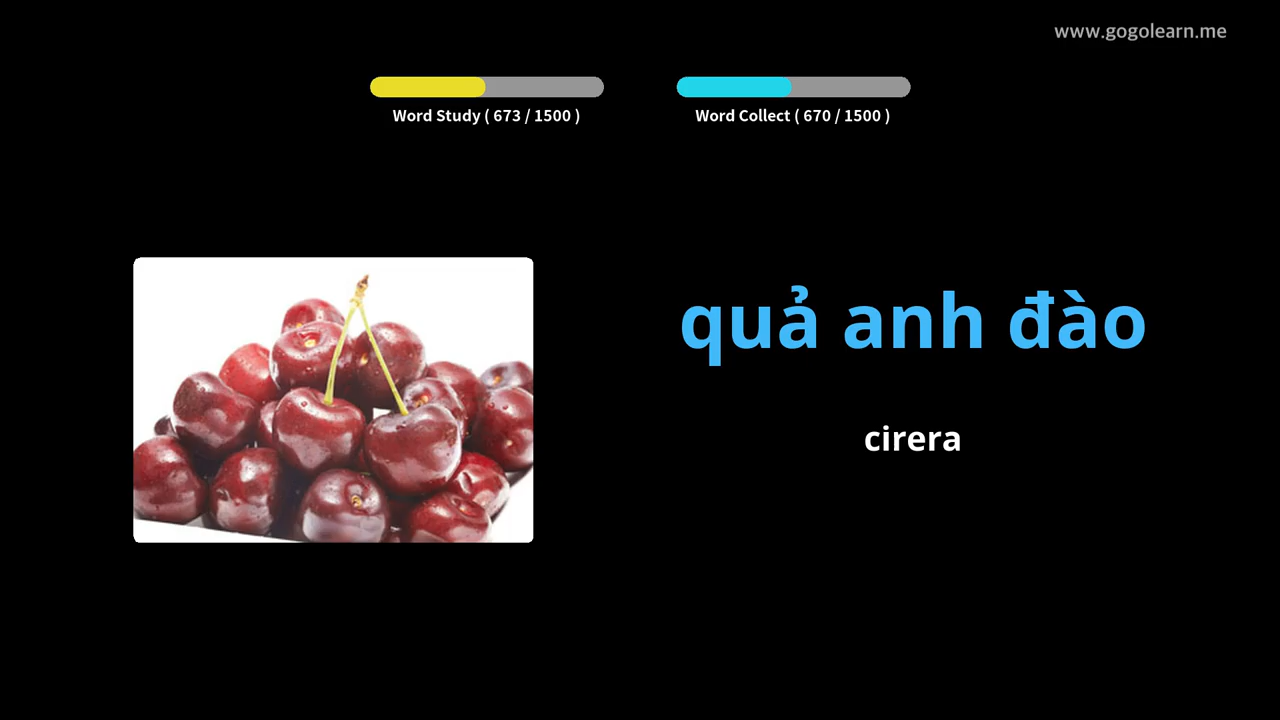 www.gogolearn.me
Word Study ( 673 / 1500 )
Word Collect ( 670 / 1500 )
quả anh đào
cirera